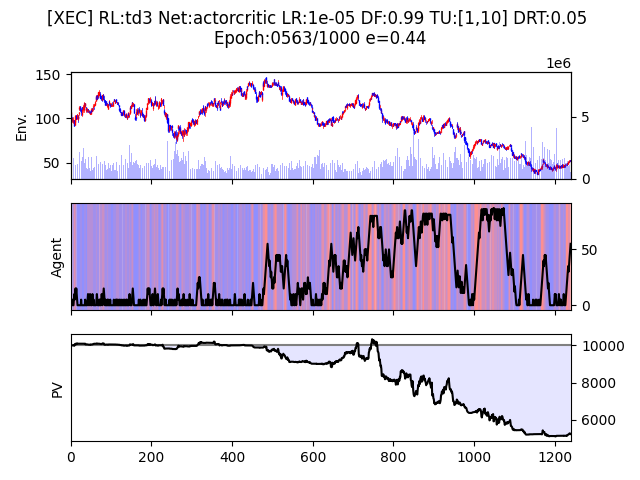 [XEC] RL:td3 Net:actorcritic LR:1e-05 DF:0.99 TU:[1,10] DRT:0.05
Epoch:0563/1000 e=0.44
1e6
150
100
50
Env.
5
0
Agent
50
0
PV
10000
8000
6000
0 200 400 600 800 1000 1200